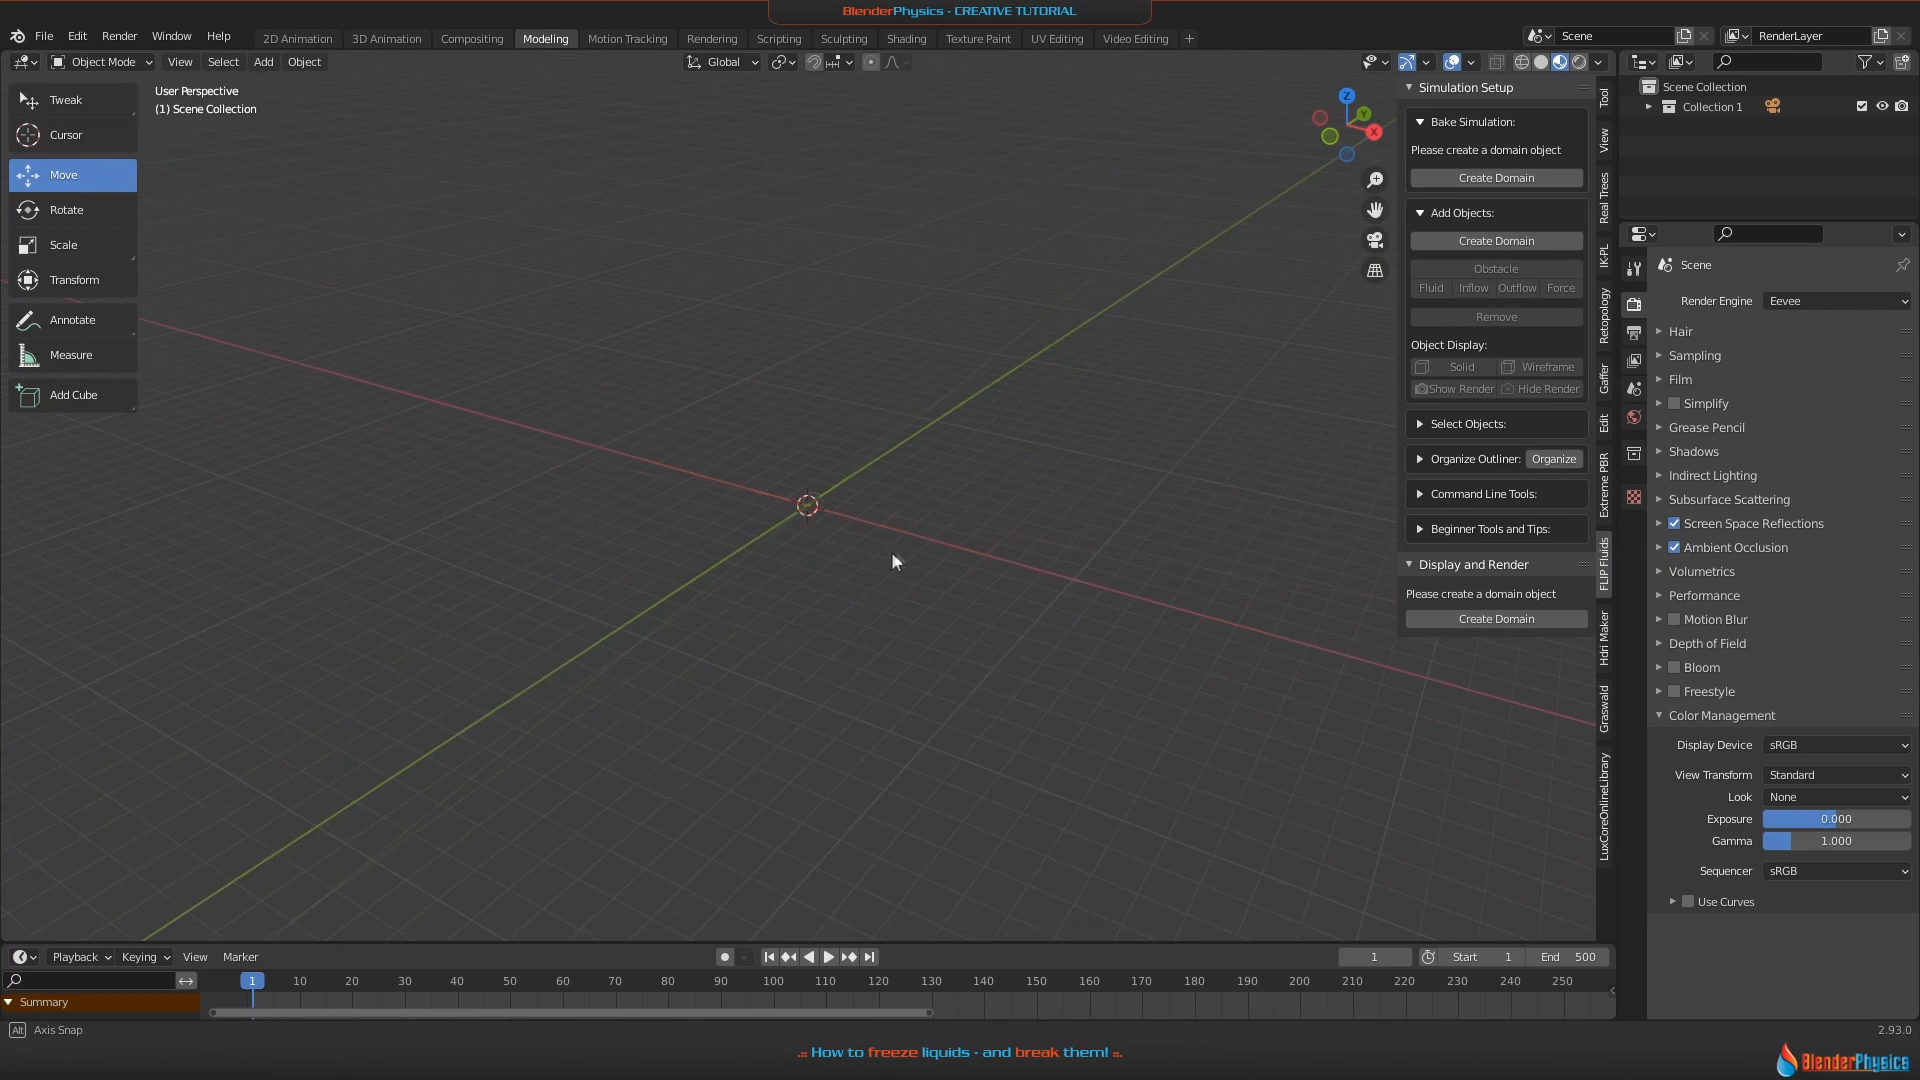 BlenderPhysics - CREATIVE TUTORIAL
File Edit Render Window Help
2D Animation 3D Animation Compositing Modeling Motion Tracking Rendering Scripting Sculpting Shading Texture Paint UV Editing Video Editing +
Scene
RenderLayer
Object Mode View Select Add Object
Global
User Perspective
(1) Scene Collection
Tweak
Cursor
Move
Rotate
Scale
Transform
Annotate
Measure
Add Cube
Z
Y
X
Simulation Setup
Bake Simulation:
Please create a domain object
Create Domain
Add Objects:
Create Domain
Obstacle
Fluid Inflow Outflow Force
Remove
Object Display:
Solid Wireframe
Show Render Hide Render
Select Objects:
Organize Outliner: Organize
Command Line Tools:
Beginner Tools and Tips:
Display and Render
Please create a domain object
Create Domain
Tool
View
Real Trees
IK-PL
Retopology
Gaffer
Edit
Extreme PBR
FLIP Fluids
Hdri Maker
Graswald
LuxCoreOnlineLibrary
Scene Collection
Collection 1
Scene
Render Engine Eevee
Hair
Sampling
Film
Simplify
Grease Pencil
Shadows
Indirect Lighting
Subsurface Scattering
Screen Space Reflections
Ambient Occlusion
Volumetrics
Performance
Motion Blur
Depth of Field
Bloom
Freestyle
Color Management
Display Device sRGB
View Transform Standard
Look None
Exposure 0.000
Gamma 1.000
Sequencer sRGB
Use Curves
Playback Keying View Marker
1 Start 1 End 500
1 10 20 30 40 50 60 70 80 90 100 110 120 130 140 150 160 170 180 190 200 210 220 230 240 250
Summary
Alt Axis Snap
2.93.0
.:: How to freeze liquids - and break them! ::.
BlenderPhysics